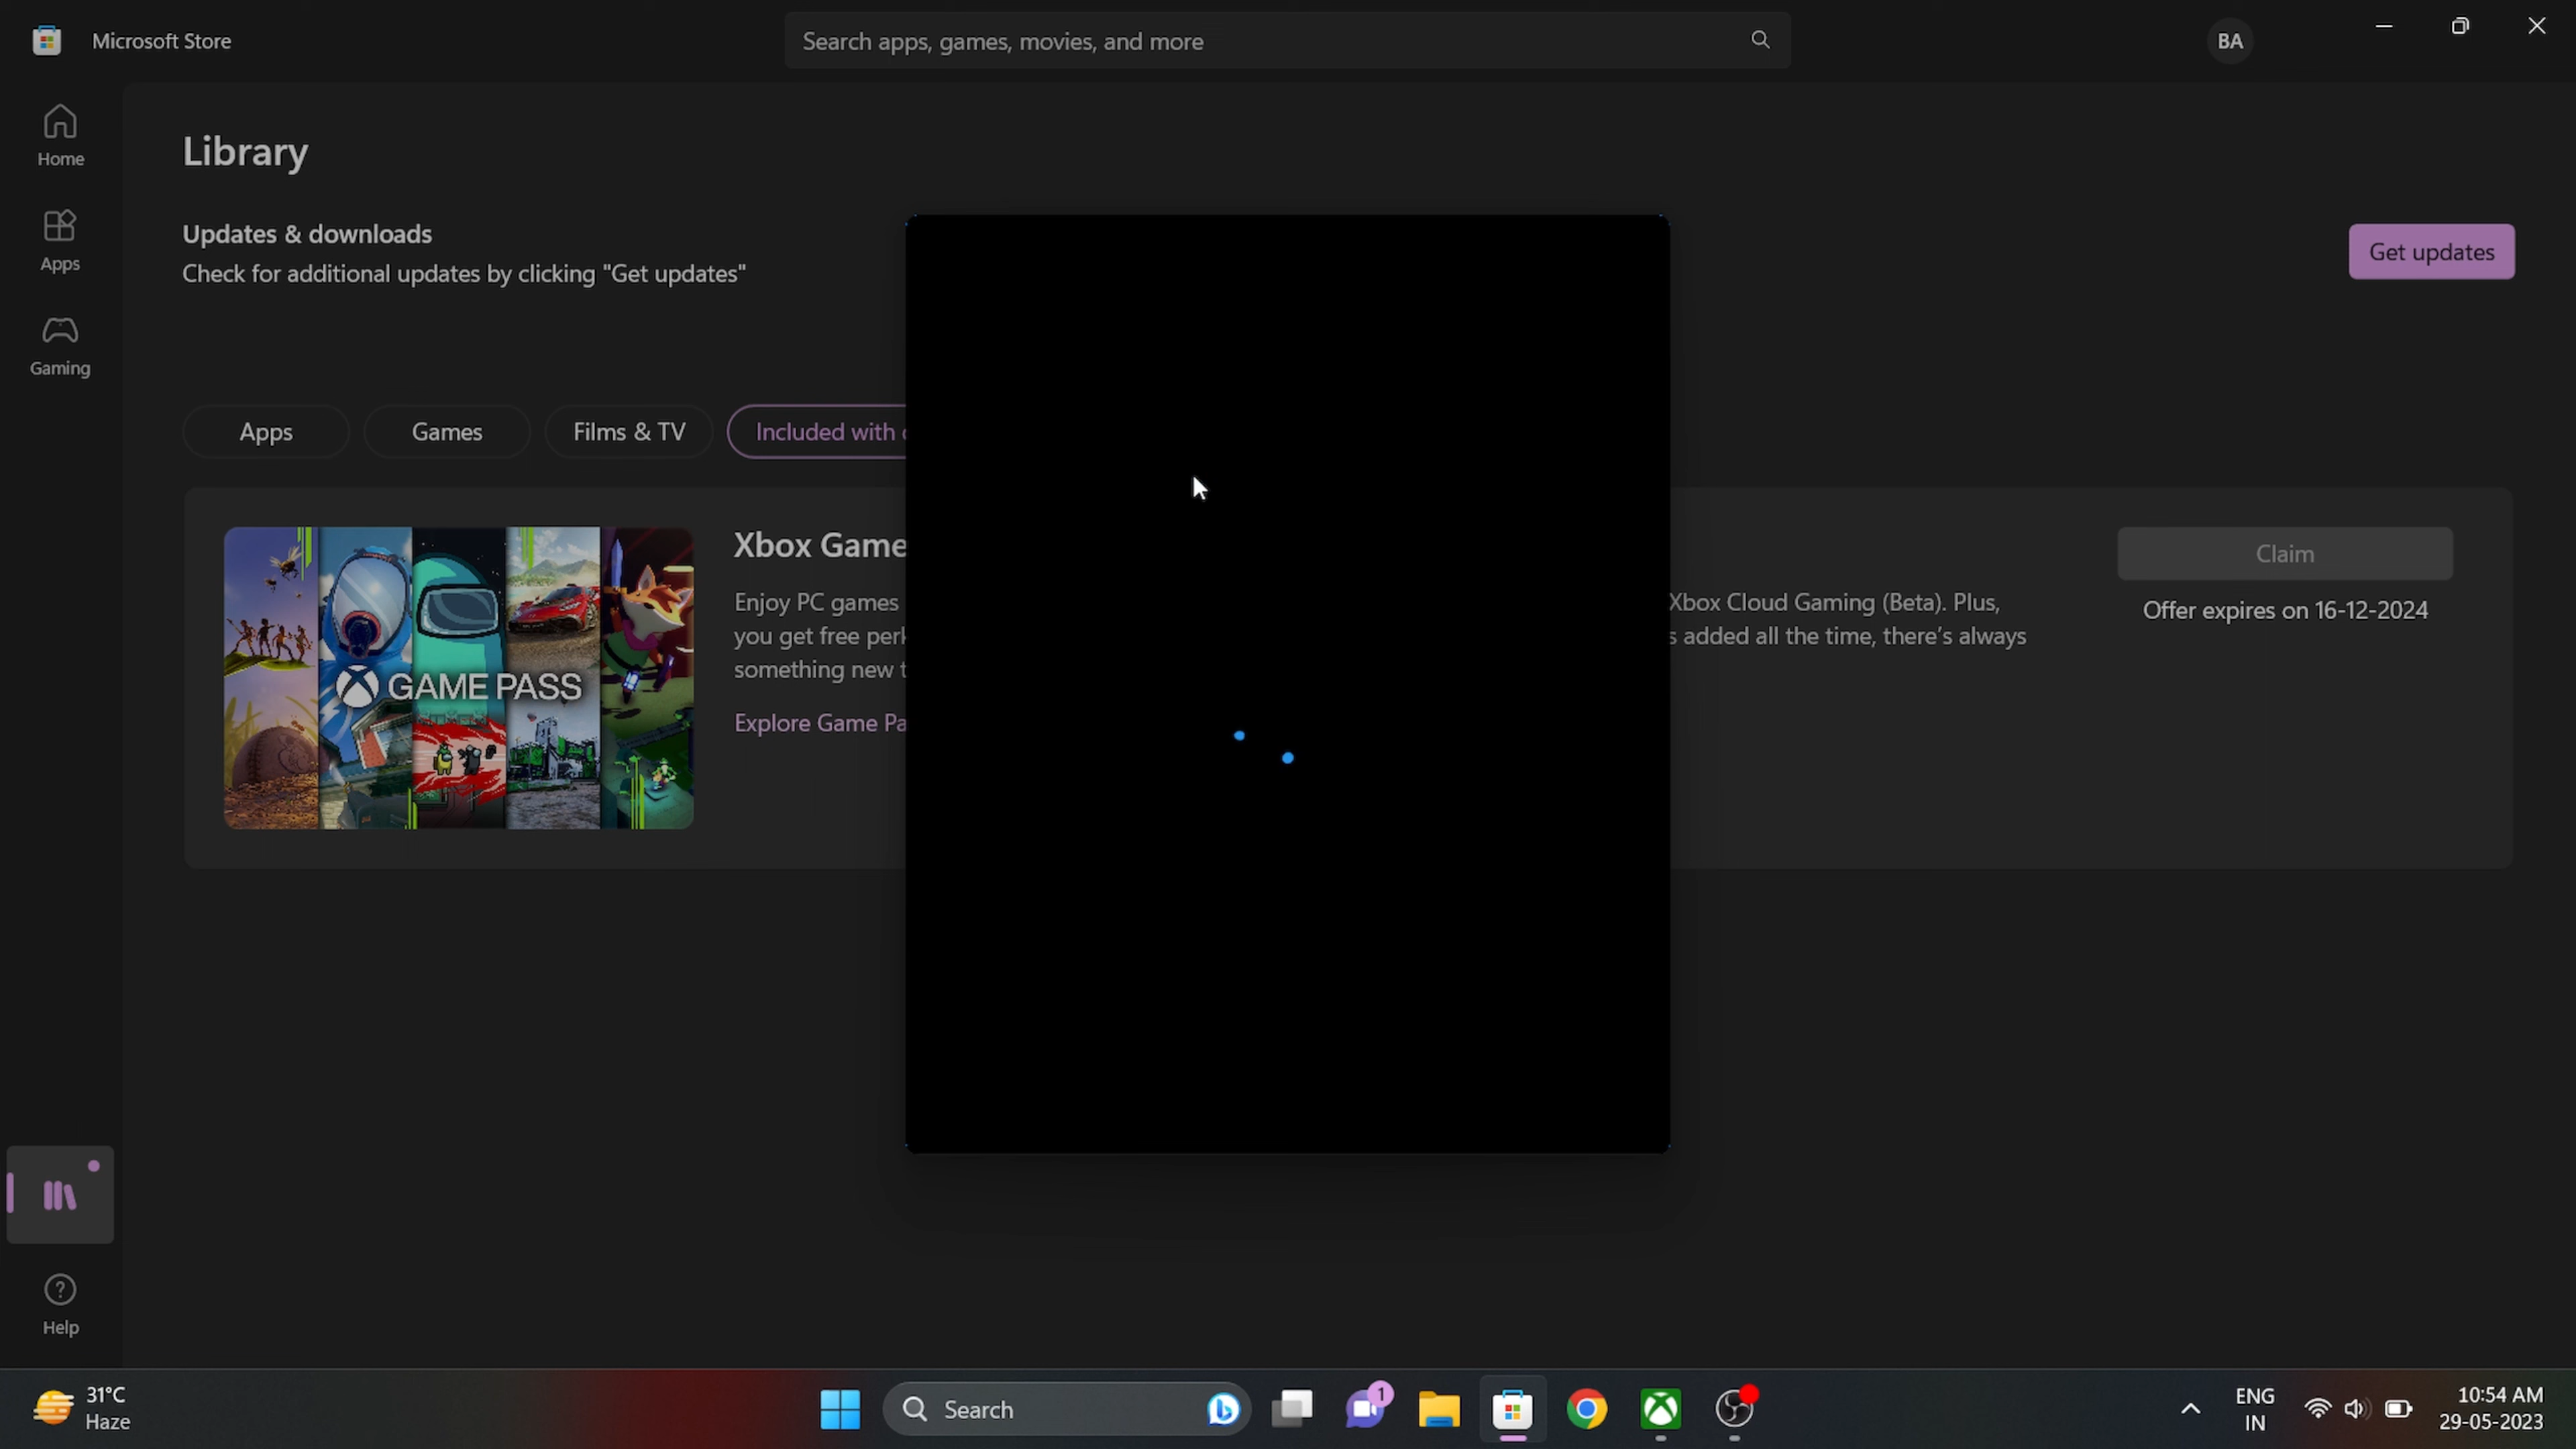 Microsoft Store
Search apps, games, movies, and more
BA
Home
Apps
Gaming
Library
Updates & downloads
Check for additional updates by clicking "Get updates"
Get updates
Apps
Games
Films & TV
Included with
GAME PASS
Xbox Game
Enjoy PC games
you get free
something new
Explore Game
Xbox Cloud Gaming (Beta). Plus,
added all the time, there's always
Claim
Offer expires on 16-12-2024
Help
31°C
Haze
Search
1
ENG
IN
10:54 AM
29-05-2023